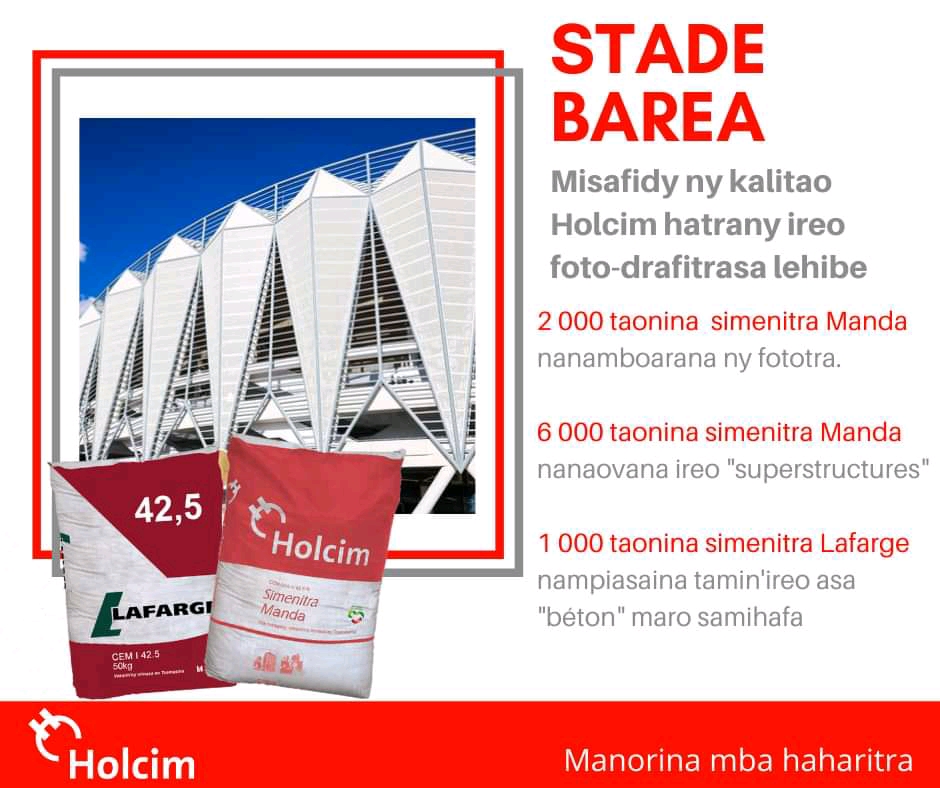 STADE
BAREA
Misafidy ny kalitao
Holcim hatrany ireo
foto-drafitrasa lehibe
2 000 taonina simenitra Manda
nanamboarana ny fototra.
6 000 taonina simenitra Manda
nanaovana ireo "superstructures"
1 000 taonina simenitra Lafarge
nampiasaina tamin'ireo asa
"béton" maro samihafa
42,5
LAFARGE
CEM I 42.5
50kg
Holcim
Simenitra
Manda
Holcim
Manorina mba haharitra